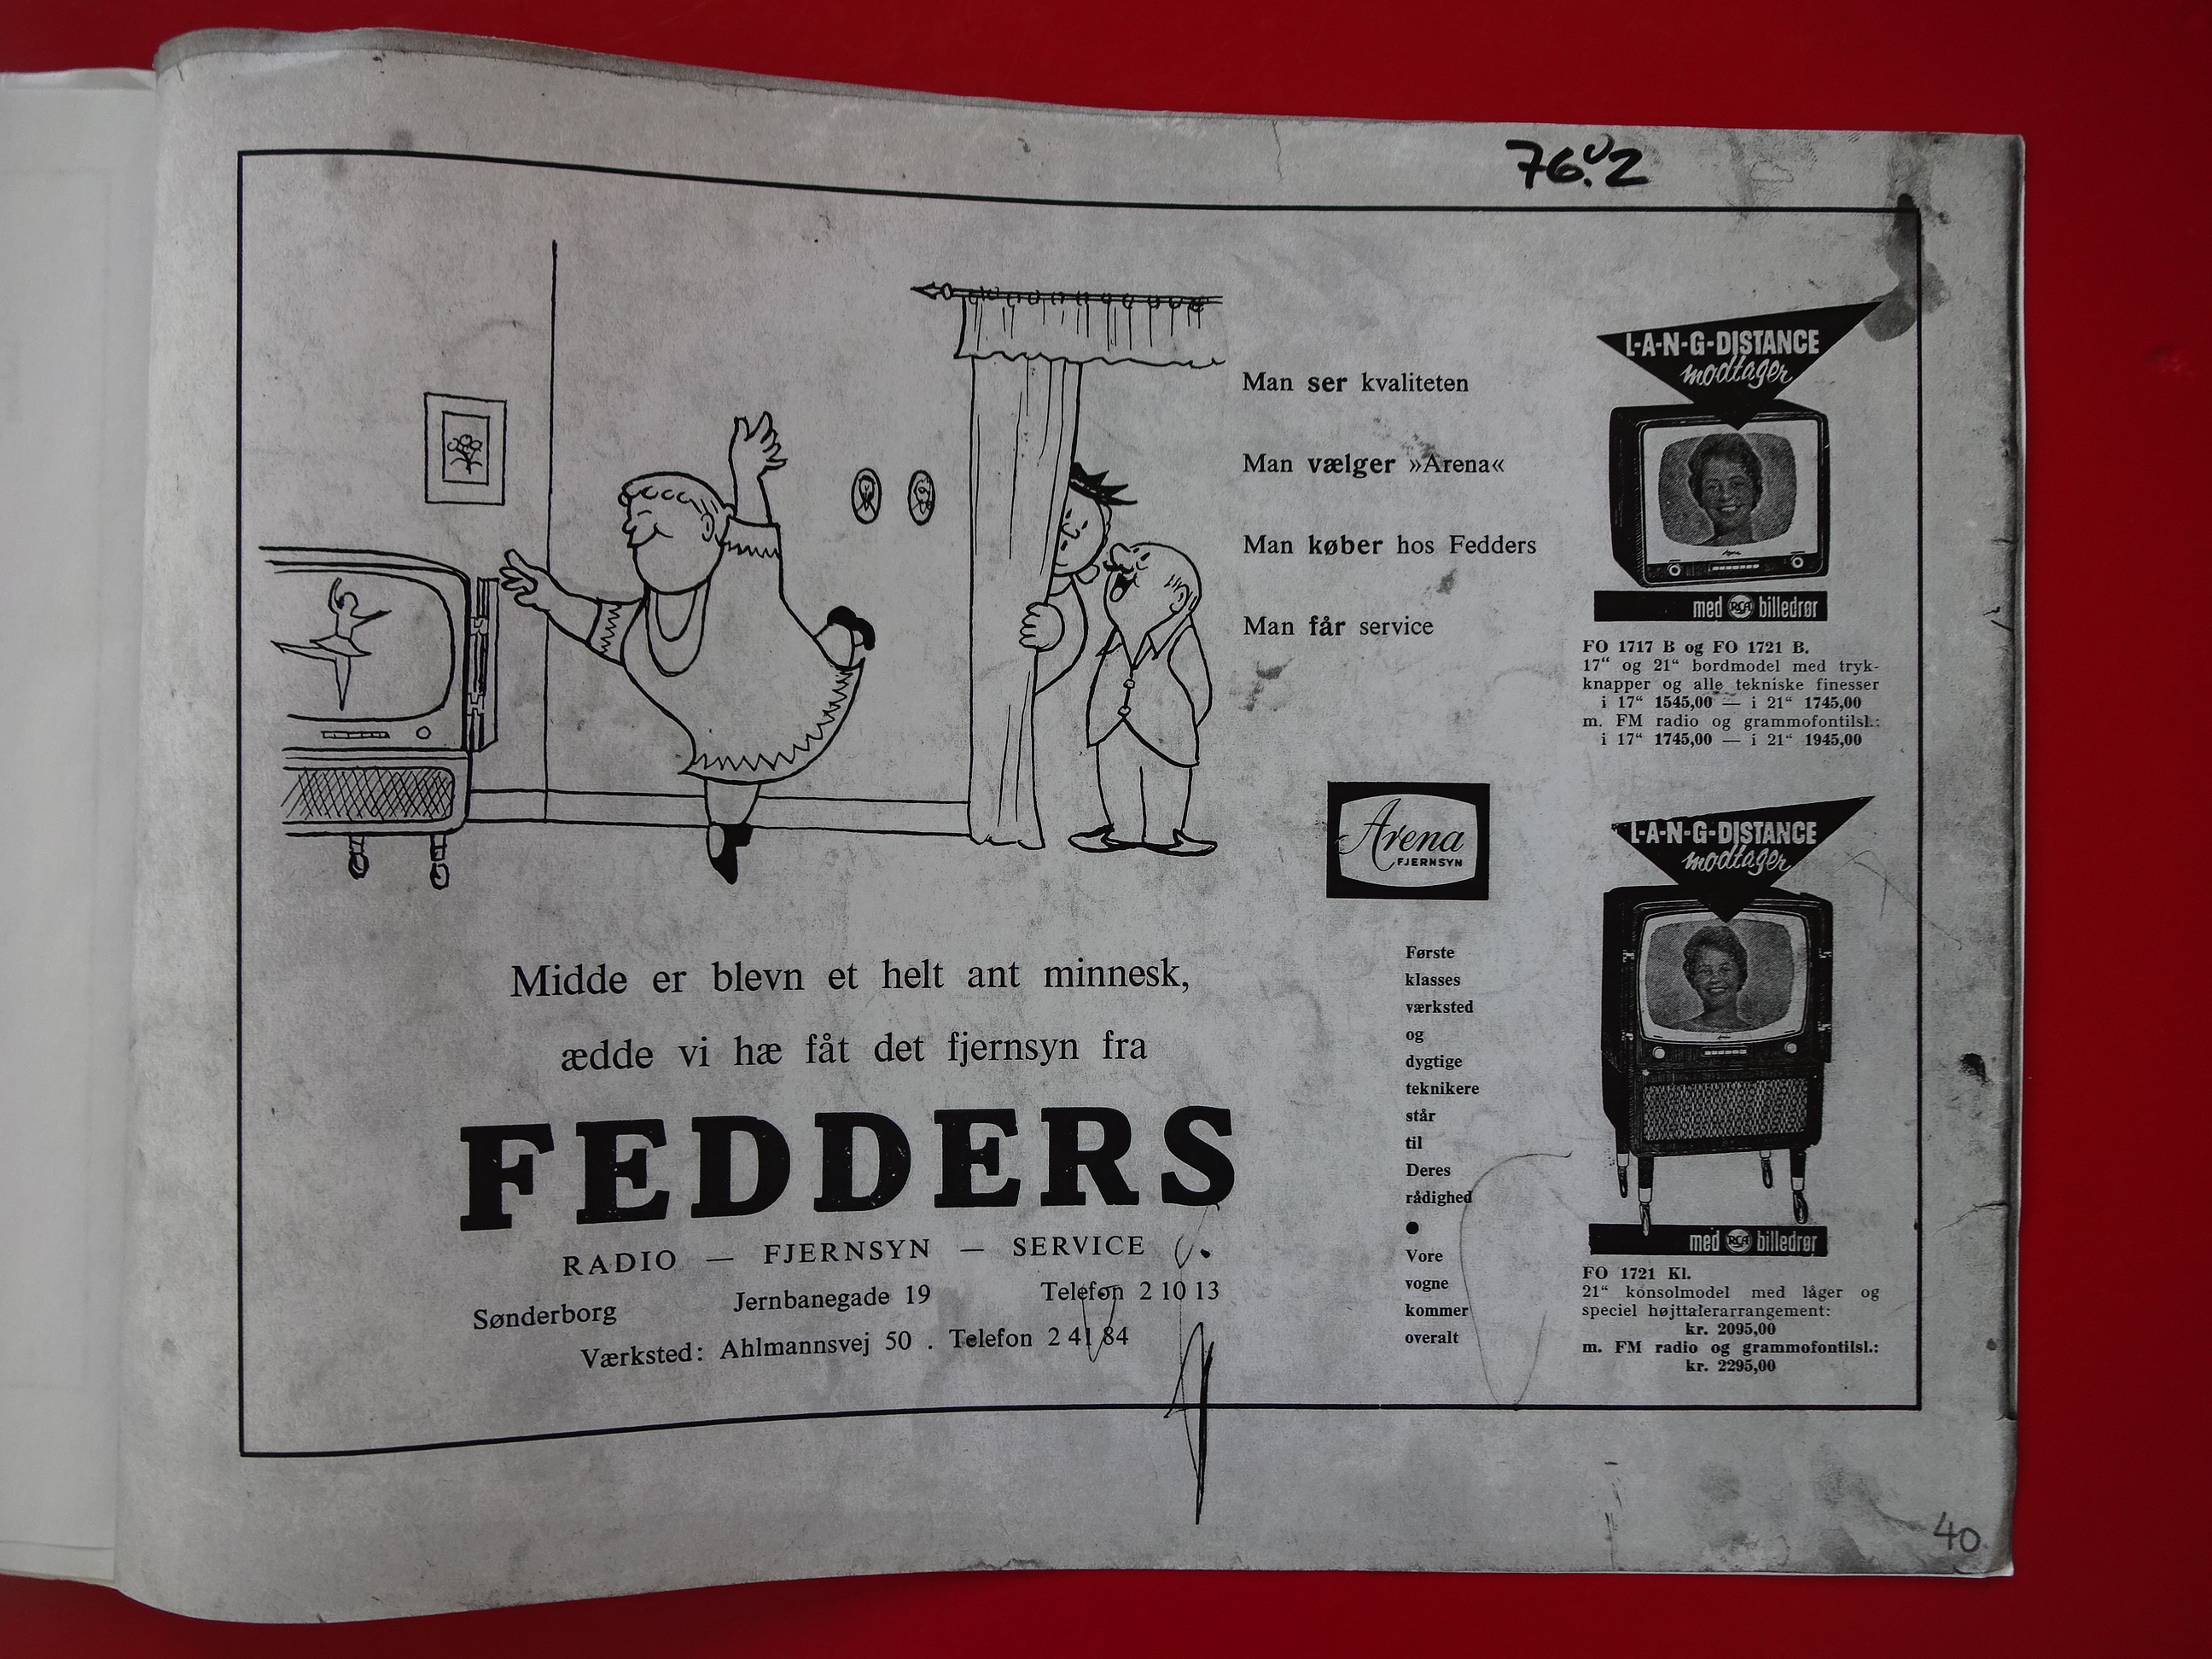 76.2
Man ser kvaliteten
Man vælger »Arena«
Man køber hos Fedders
Man får service
L-A-N-G-DISTANCE
modtager
med RCA billedrør
FO 1717 B og FO 1721 B.
17“ og 21“ bordmodel med tryk-
knapper og alle tekniske finesser
i 17“ 1545,00 — i 21“ 1745,00
m. FM radio og grammofontilsl.:
i 17“ 1745,00 — i 21“ 1945,00
Arena
FJERNSYN
Midde er blevn et helt ant minnesk,
ædde vi hæ fåt det fjernsyn fra
FEDDERS
RADIO — FJERNSYN — SERVICE
Sønderborg Jernbanegade 19 Telefon 2 10 13
Værksted: Ahlmannsvej 50 . Telefon 2 41 84
Første
klasses
værksted
og
dygtige
teknikere
står
til
Deres
rådighed
●
Vore
vogne
kommer
overalt
L-A-N-G-DISTANCE
modtager
med RCA billedrør
FO 1721 Kl.
21“ konsolmodel med låger og
speciel højttalerarrangement:
kr. 2095,00
m. FM radio og grammofontilsl.:
kr. 2295,00
40